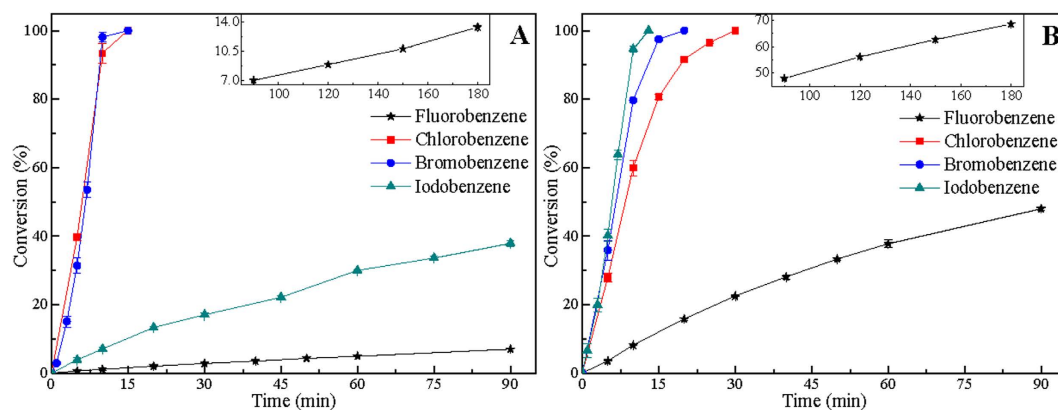 A
14.0
10.5
7.0
100 120 140 160 180
Fluorobenzene
Chlorobenzene
Bromobenzene
Iodobenzene
Conversion (%)
100
80
60
40
20
0
0 15 30 45 60 75 90
Time (min)
B
70
60
50
100 120 140 160 180
Fluorobenzene
Chlorobenzene
Bromobenzene
Iodobenzene
Conversion (%)
100
80
60
40
20
0
0 15 30 45 60 75 90
Time (min)